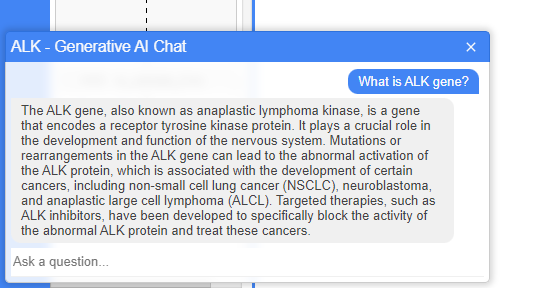 ALK - Generative AI Chat ×
What is ALK gene?
The ALK gene, also known as anaplastic lymphoma kinase, is a gene
that encodes a receptor tyrosine kinase protein. It plays a crucial role in
the development and function of the nervous system. Mutations or
rearrangements in the ALK gene can lead to the abnormal activation of
the ALK protein, which is associated with the development of certain
cancers, including non-small cell lung cancer (NSCLC), neuroblastoma,
and anaplastic large cell lymphoma (ALCL). Targeted therapies, such as
ALK inhibitors, have been developed to specifically block the activity of
the abnormal ALK protein and treat these cancers.
Ask a question...